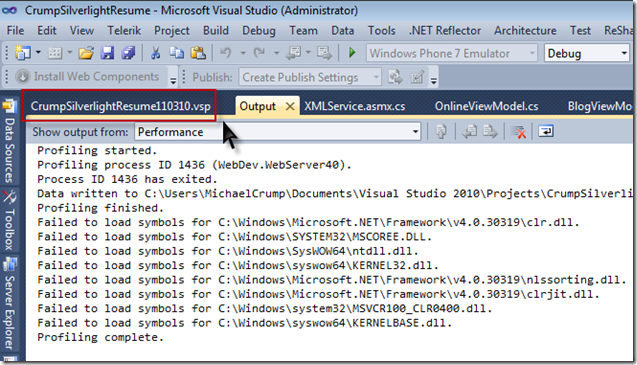 CrumpSilverlightResume - Microsoft Visual Studio (Administrator)
File Edit View Telerik Project Build Debug Team Data Tools .NET Reflector Architecture Test ReSha
Windows Phone 7 Emulator Debug
Install Web Components Publish: Create Publish Settings
CrumpSilverlightResume110310.vsp Output XMLService.asmx.cs OnlineViewModel.cs BlogViewMo
Show output from: Performance
Data Sources
Toolbox
Server Explorer
Profiling started.
Profiling process ID 1436 (WebDev.WebServer40).
Process ID 1436 has exited.
Data written to C:\Users\MichaelCrump\Documents\Visual Studio 2010\Projects\CrumpSilverli
Profiling finished.
Failed to load symbols for C:\Windows\Microsoft.NET\Framework\v4.0.30319\clr.dll.
Failed to load symbols for C:\Windows\SYSTEM32\MSCOREE.DLL.
Failed to load symbols for C:\Windows\SysWOW64\ntdll.dll.
Failed to load symbols for C:\Windows\syswow64\KERNEL32.dll.
Failed to load symbols for C:\Windows\Microsoft.NET\Framework\v4.0.30319\nlssorting.dll.
Failed to load symbols for C:\Windows\Microsoft.NET\Framework\v4.0.30319\clrjit.dll.
Failed to load symbols for C:\Windows\system32\MSVCR100_CLR0400.dll.
Failed to load symbols for C:\Windows\syswow64\KERNELBASE.dll.
Profiling complete.